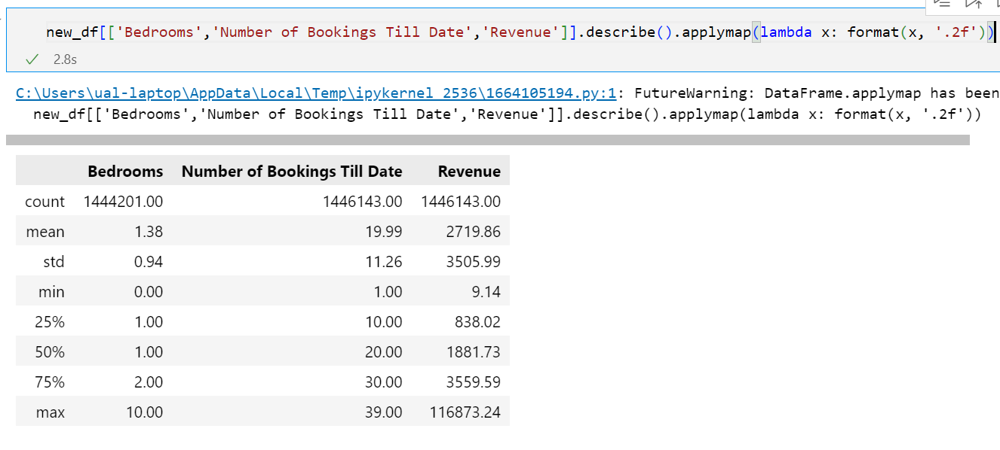 new_df[['Bedrooms','Number of Bookings Till Date','Revenue']].describe().applymap(lambda x: format(x, '.2f'))
2.8s
C:\Users\ual-laptop\AppData\Local\Temp\ipykernel_2536\1664105194.py:1: FutureWarning: DataFrame.applymap has been
new_df[['Bedrooms','Number of Bookings Till Date','Revenue']].describe().applymap(lambda x: format(x, '.2f'))
Bedrooms Number of Bookings Till Date Revenue
count 1444201.00 1446143.00 1446143.00
mean 1.38 19.99 2719.86
std 0.94 11.26 3505.99
min 0.00 1.00 9.14
25% 1.00 10.00 838.02
50% 1.00 20.00 1881.73
75% 2.00 30.00 3559.59
max 10.00 39.00 116873.24